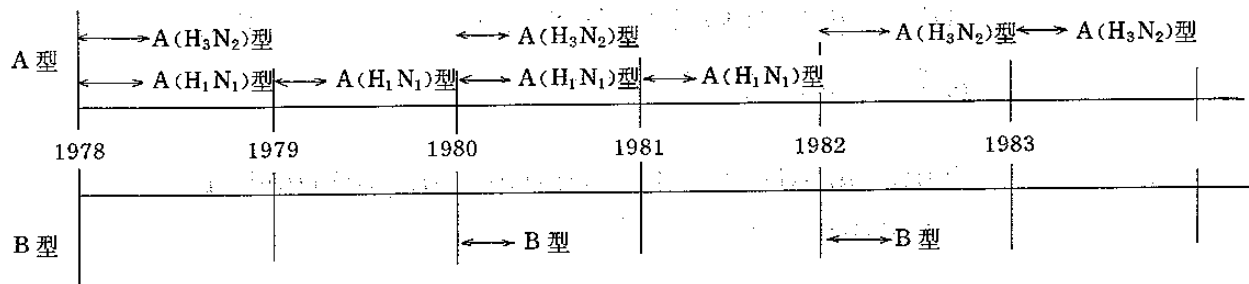 A(H₃N₂)型 A(H₃N₂)型 A(H₃N₂)型 A(H₃N₂)型
A型
A(H₁N₁)型 A(H₁N₁)型 A(H₁N₁)型 A(H₁N₁)型
1978 1979 1980 1981 1982 1983
B型 B型 B型